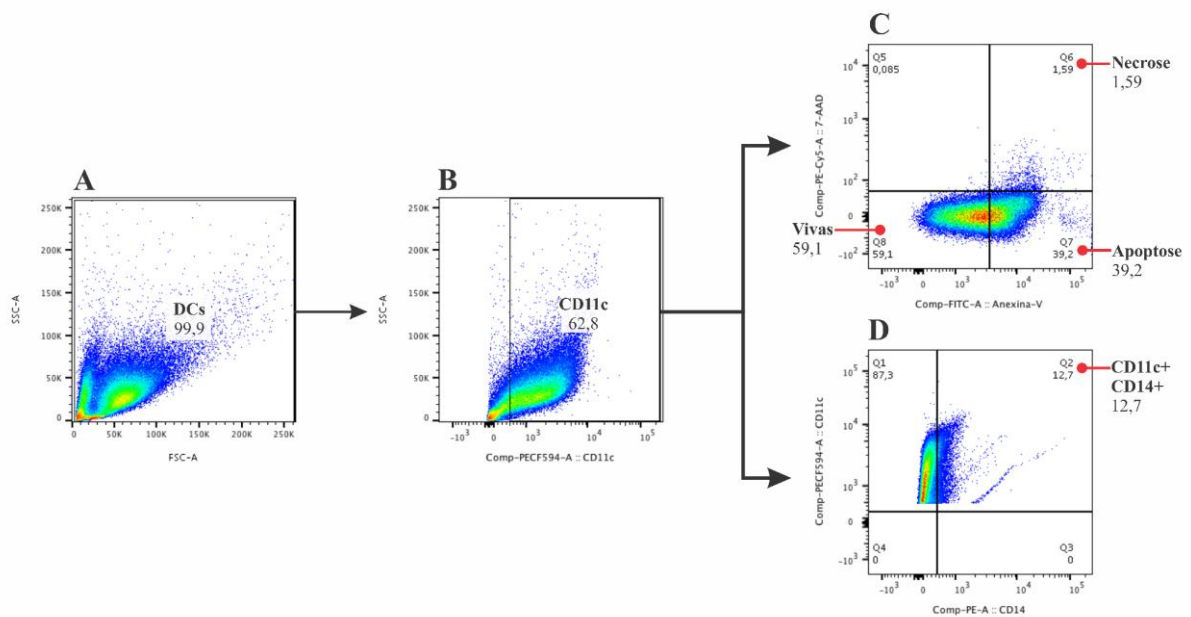 A
SSC-A
250K
200K
150K
100K
50K
0
DCs
99,9
0 50K 100K 150K 200K 250K
FSC-A
B
SSC-A
250K
200K
150K
100K
50K
0
CD11c
62,8
-10³ 0 10³ 10⁴ 10⁵
Comp-PECF594-A :: CD11c
C
Comp-PE-Cy5-A :: 7-AAD
10⁴
10³
10²
0
-10²
Q5
0,085
Q6
1,59
Necrose
1,59
Vivas
59,1
Q8
59,1
Q7
39,2
Apoptose
39,2
-10³ 0 10³ 10⁴ 10⁵
Comp-FITC-A :: Anexina-V
D
Comp-PECF594-A :: CD11c
10⁵
10⁴
10³
0
-10³
Q1
87,3
Q2
12,7
CD11c+
CD14+
12,7
Q4
0
Q3
0
-10³ 0 10³ 10⁴ 10⁵
Comp-PE-A :: CD14